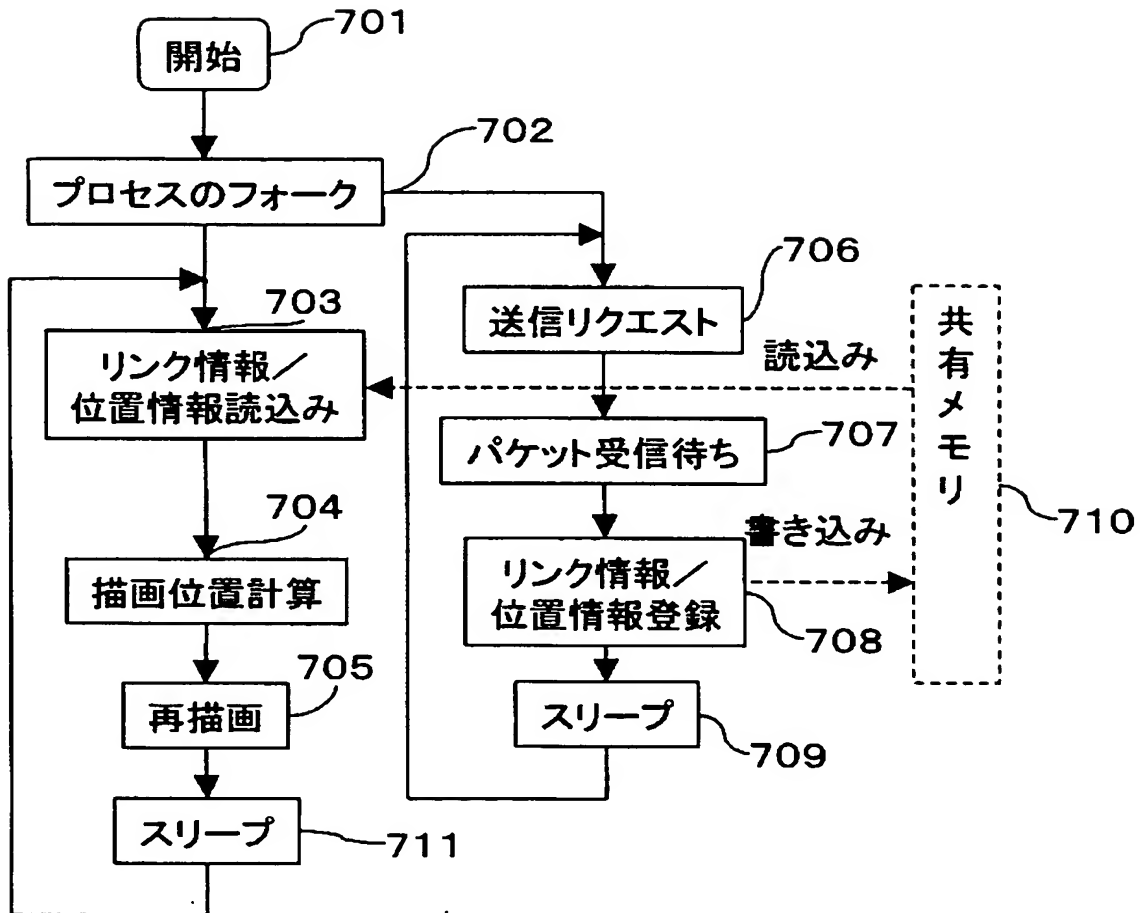 701
開始
702
プロセスのフォーク
703
リンク情報／
位置情報読込み
704
描画位置計算
705
再描画
スリープ
711
706
送信リクエスト
読込み
707
パケット受信待ち
書き込み
リンク情報／
位置情報登録
708
スリープ
709
共有メモリ
710